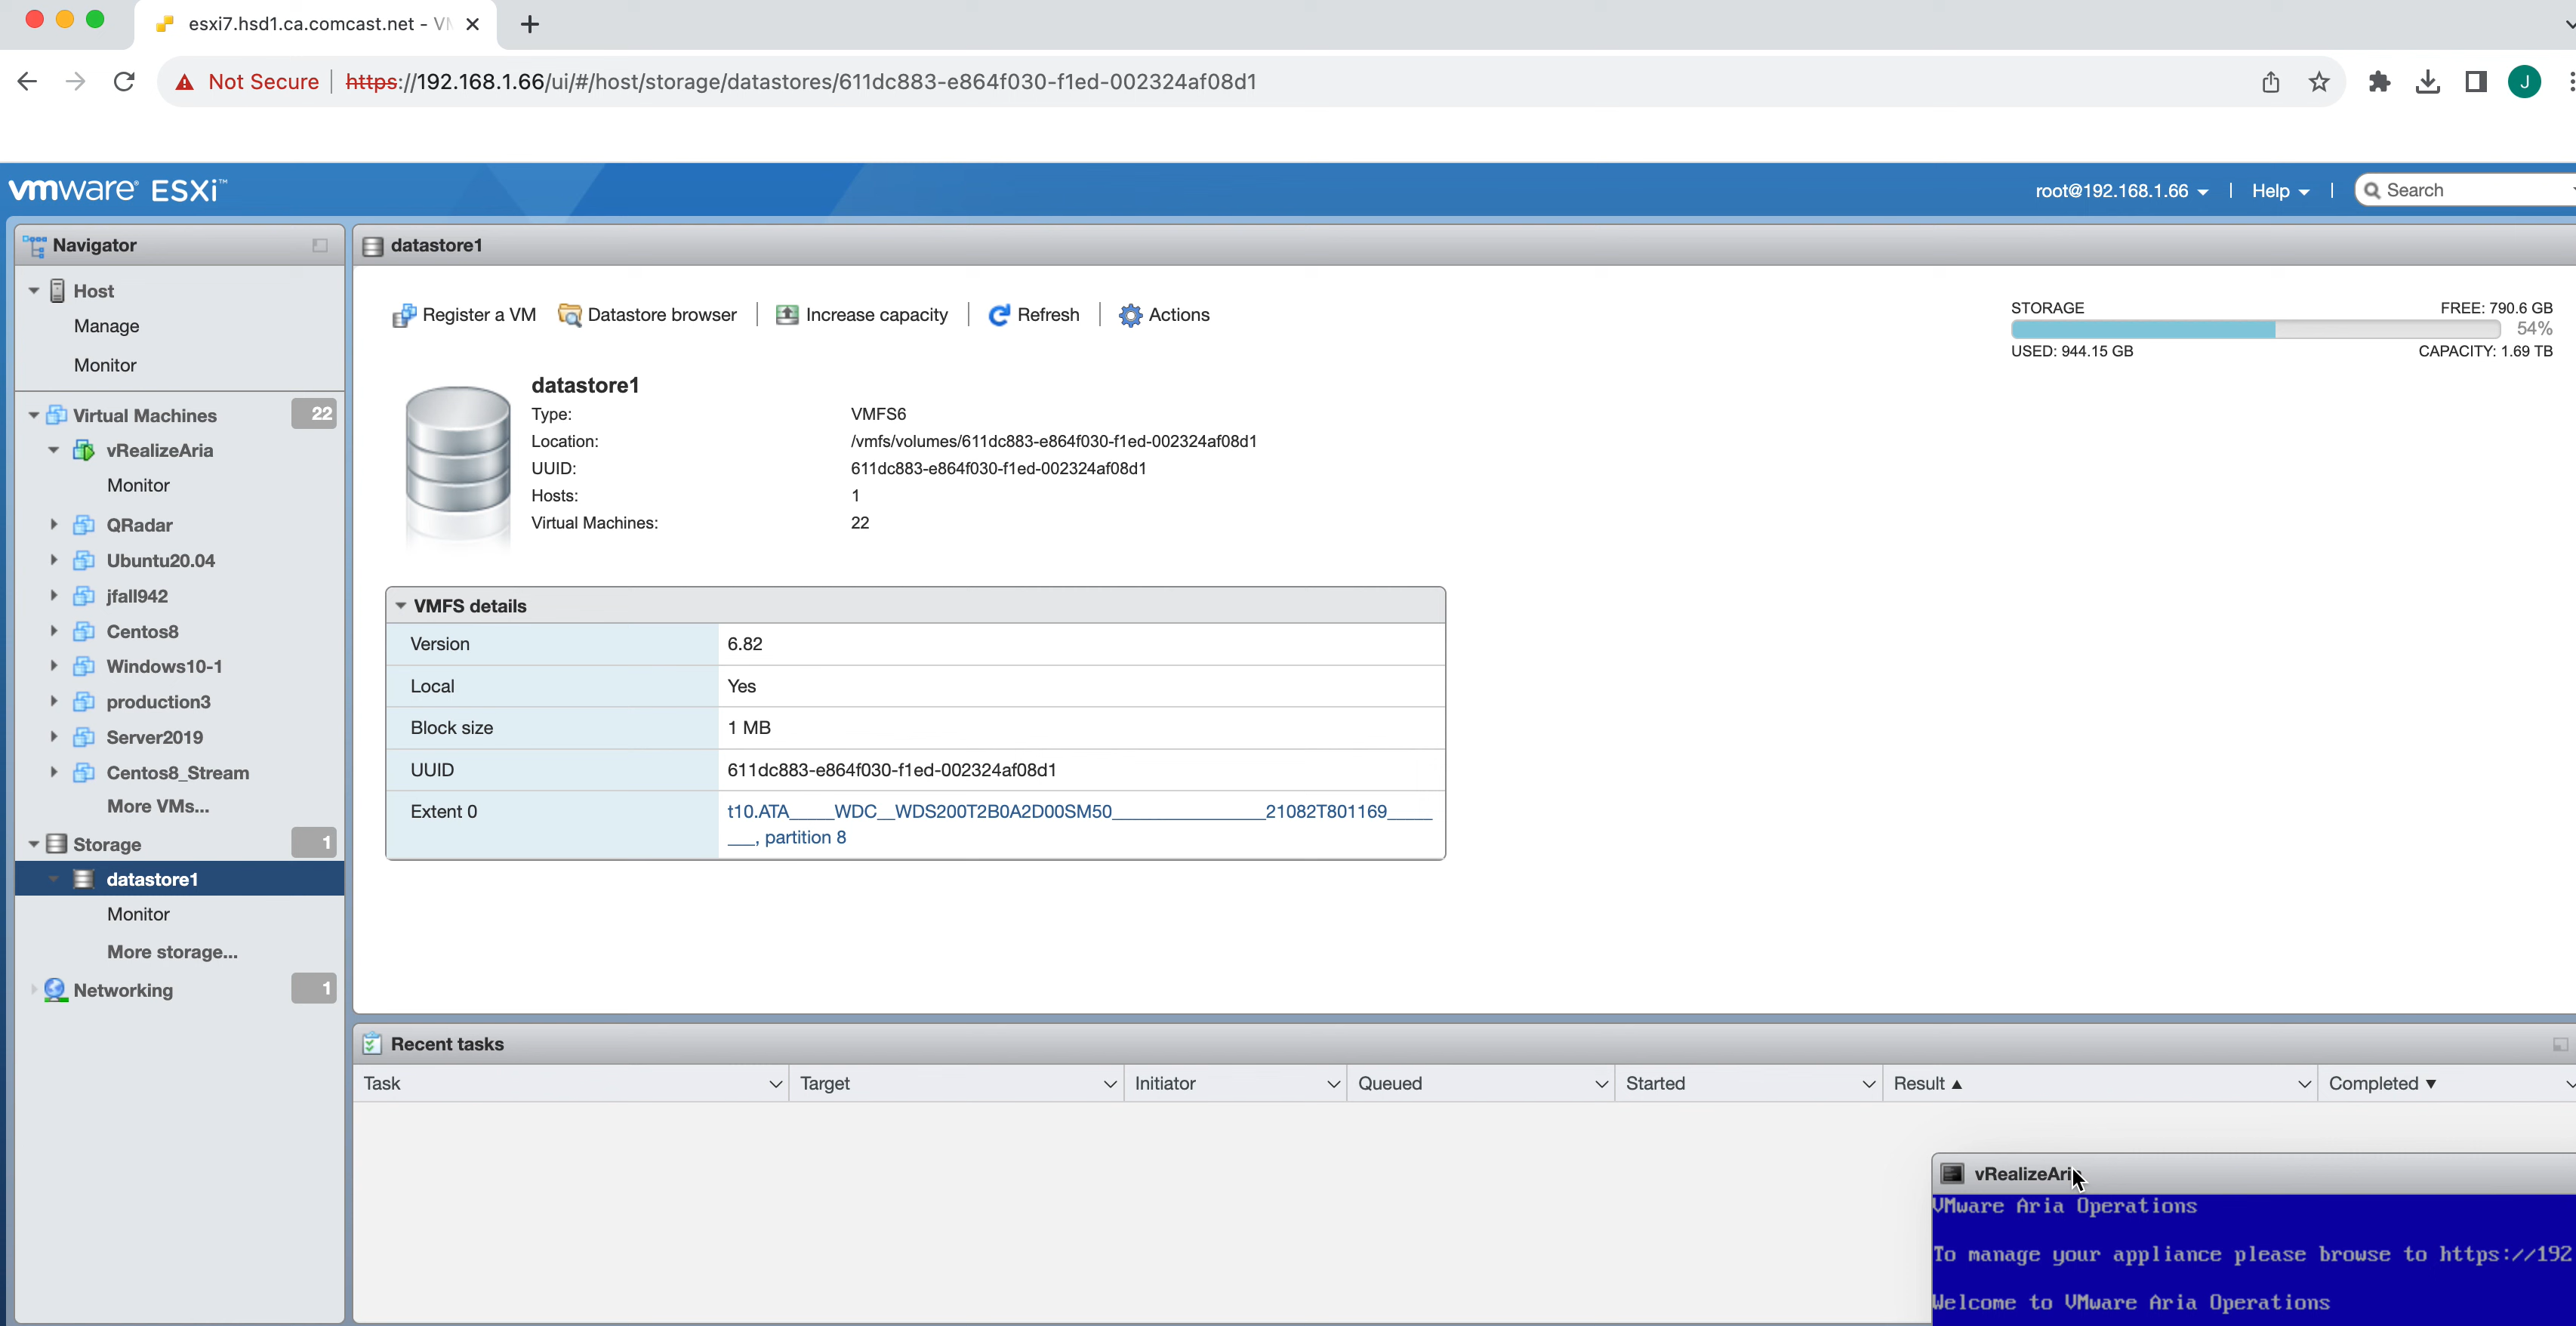 esxi7.hsd1.ca.comcast.net - VM
Not Secure
https://192.168.1.66/ui/#/host/storage/datastores/611dc883-e864f030-f1ed-002324af08d1
J
vmware® ESXi™
root@192.168.1.66
Help
Search
Navigator
Host
Manage
Monitor
Virtual Machines 22
vRealizeAria
Monitor
QRadar
Ubuntu20.04
jfall942
Centos8
Windows10-1
production3
Server2019
Centos8_Stream
More VMs...
Storage 1
datastore1
Monitor
More storage...
Networking 1
datastore1
Register a VM
Datastore browser
Increase capacity
Refresh
Actions
STORAGE
FREE: 790.6 GB
54%
USED: 944.15 GB
CAPACITY: 1.69 TB
datastore1
Type: VMFS6
Location: /vmfs/volumes/611dc883-e864f030-f1ed-002324af08d1
UUID: 611dc883-e864f030-f1ed-002324af08d1
Hosts: 1
Virtual Machines: 22
VMFS details
Version 6.82
Local Yes
Block size 1 MB
UUID 611dc883-e864f030-f1ed-002324af08d1
Extent 0 t10.ATA_____WDC__WDS200T2B0A2D00SM50__________________21082T801169_____
___, partition 8
Recent tasks
Task Target Initiator Queued Started Result ▲ Completed ▼
vRealizeAria
VMware Aria Operations
To manage your appliance please browse to https://192
Welcome to VMware Aria Operations